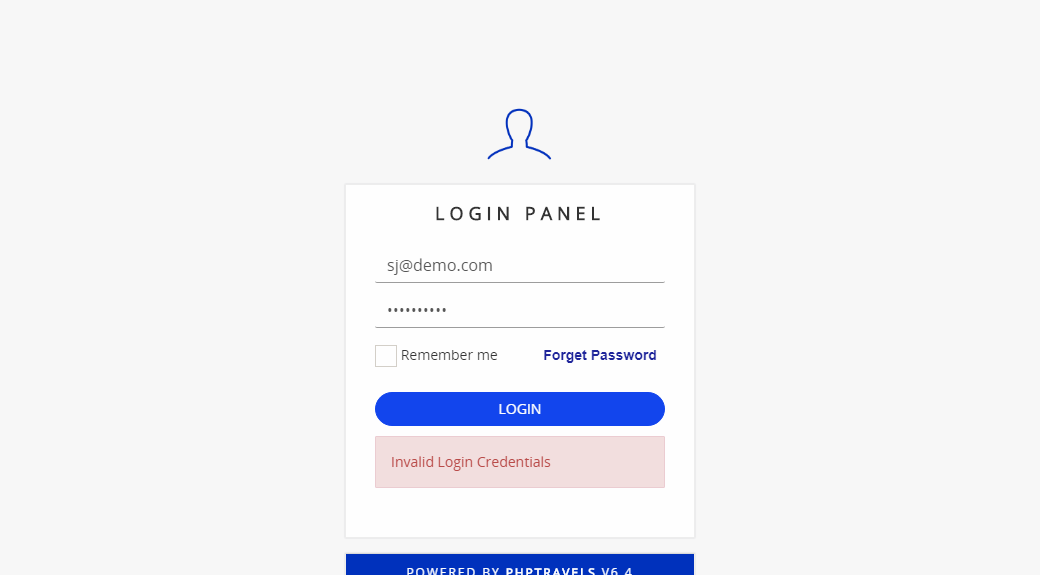 LOGIN PANEL
sj@demo.com
••••••••••
Remember me Forget Password
LOGIN
Invalid Login Credentials
POWERED BY PHPTRAVELS V6.4